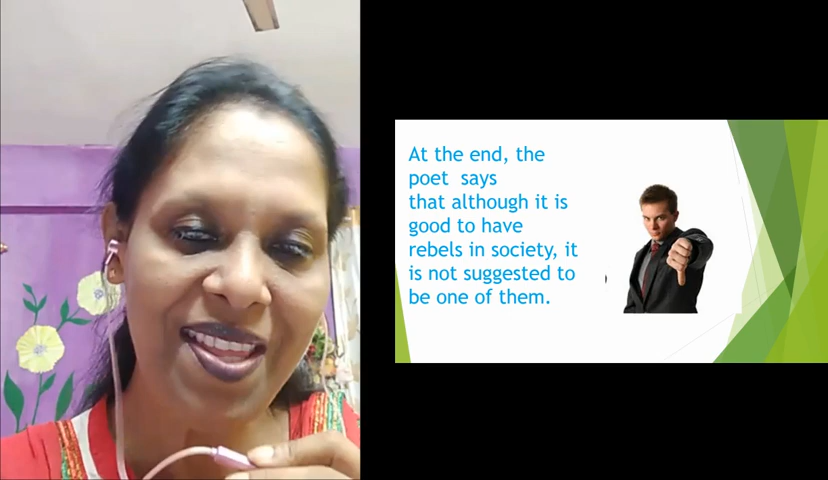 At the end, the
poet says
that although it is
good to have
rebels in society, it
is not suggested to
be one of them.